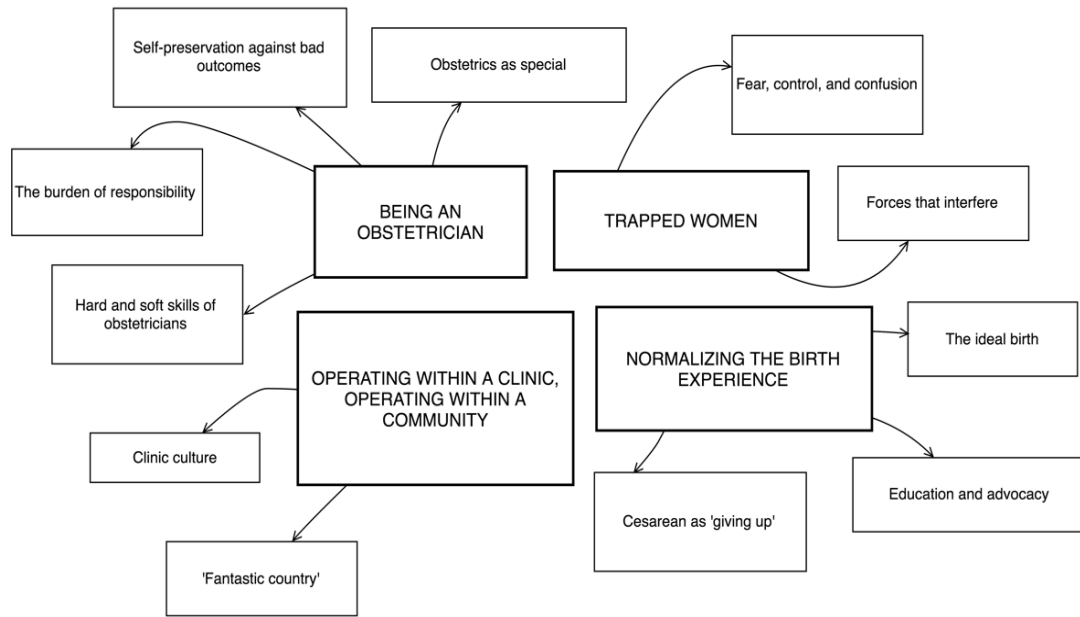 Self-preservation against bad
outcomes
Obstetrics as special
Fear, control, and confusion
The burden of responsibility
BEING AN
OBSTETRICIAN
TRAPPED WOMEN
Forces that interfere
Hard and soft skills of
obstetricians
OPERATING WITHIN A CLINIC,
OPERATING WITHIN A
COMMUNITY
NORMALIZING THE BIRTH
EXPERIENCE
The ideal birth
Clinic culture
Cesarean as 'giving up'
Education and advocacy
'Fantastic country'